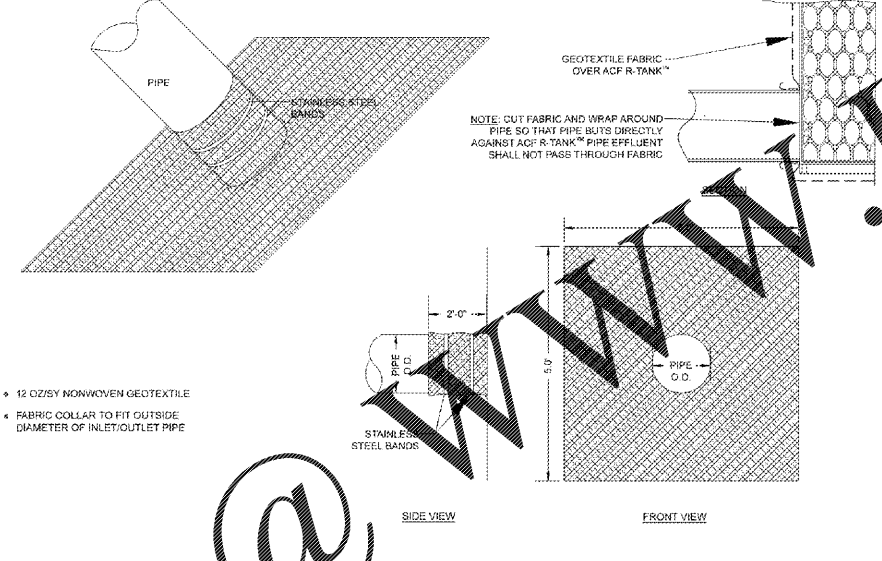 PIPE
STAINLESS STEEL
BANDS
GEOTEXTILE FABRIC
OVER ACF R-TANK™
NOTE: CUT FABRIC AND WRAP AROUND
PIPE SO THAT PIPE BUTS DIRECTLY
AGAINST ACF R-TANK™ PIPE EFFLUENT
SHALL NOT PASS THROUGH FABRIC
2'-0"
PIPE
O.D.
5.0'
PIPE
O.D.
12 OZ/SY NONWOVEN GEOTEXTILE
FABRIC COLLAR TO FIT OUTSIDE
DIAMETER OF INLET/OUTLET PIPE
STAINLESS
STEEL BANDS
SIDE VIEW
FRONT VIEW
@WWW.